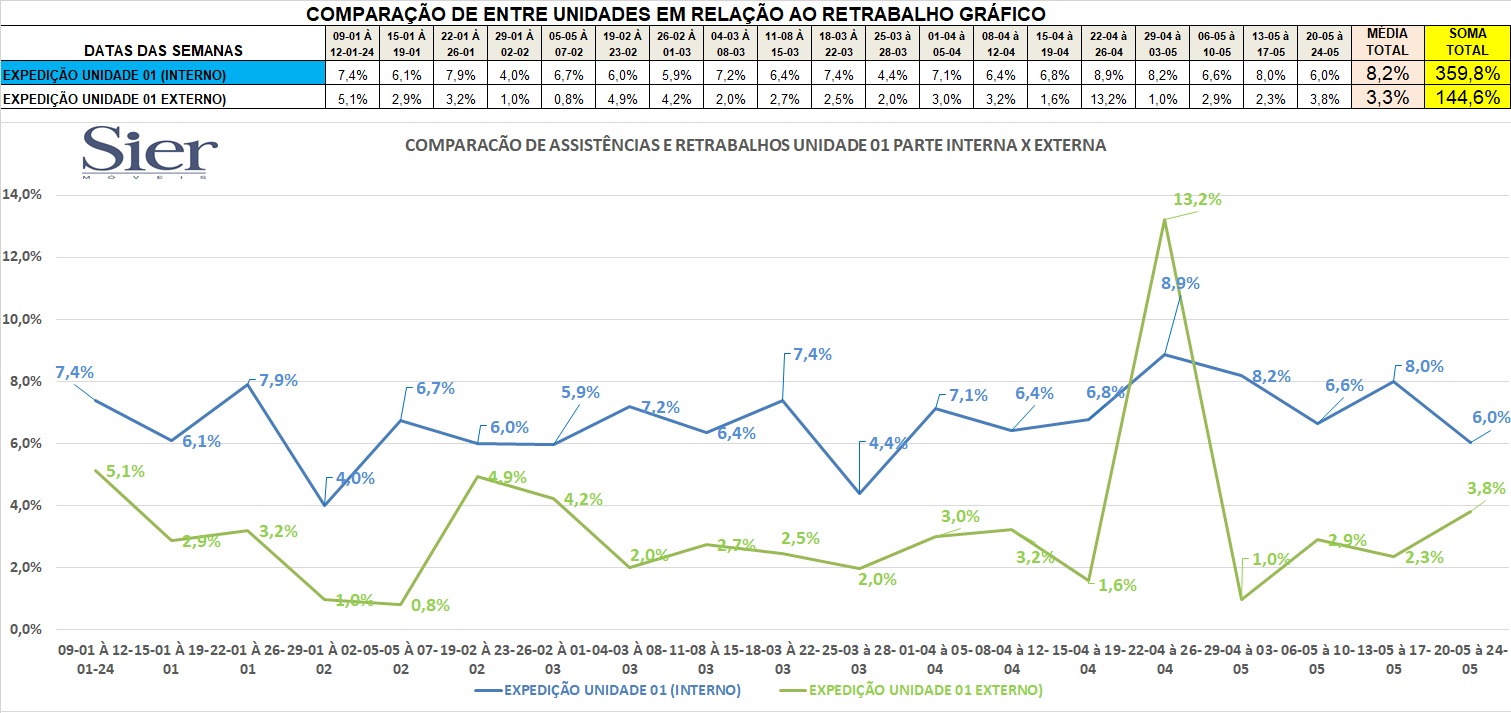 COMPARAÇÃO DE ENTRE UNIDADES EM RELAÇÃO AO RETRABALHO GRÁFICO
DATAS DAS SEMANAS 09-01 À 12-01-24 15-01 À 19-01 22-01 À 26-01 29-01 À 02-02 05-05 À 07-02 19-02 À 23-02 26-02 À 01-03 04-03 À 08-03 11-08 À 15-03 18-03 À 22-03 25-03 à 28-03 01-04 à 05-04 08-04 à 12-04 15-04 à 19-04 22-04 à 26-04 29-04 à 03-05 06-05 à 10-05 13-05 à 17-05 20-05 à 24-05 MÉDIA TOTAL SOMA TOTAL
EXPEDIÇÃO UNIDADE 01 (INTERNO) 7,4% 6,1% 7,9% 4,0% 6,7% 6,0% 5,9% 7,2% 6,4% 7,4% 4,4% 7,1% 6,4% 6,8% 8,9% 8,2% 6,6% 8,0% 6,0% 8,2% 359,8%
EXPEDIÇÃO UNIDADE 01 EXTERNO) 5,1% 2,9% 3,2% 1,0% 0,8% 4,9% 4,2% 2,0% 2,7% 2,5% 2,0% 3,0% 3,2% 1,6% 13,2% 1,0% 2,9% 2,3% 3,8% 3,3% 144,6%
Sier
MÓVEIS
COMPARACÃO DE ASSISTÊNCIAS E RETRABALHOS UNIDADE 01 PARTE INTERNA X EXTERNA
14,0%
12,0%
10,0%
8,0%
6,0%
4,0%
2,0%
0,0%
7,4% 6,1% 7,9% 4,0% 6,7% 6,0% 5,9% 7,2% 6,4% 7,4% 4,4% 7,1% 6,4% 6,8% 8,9% 8,2% 6,6% 8,0% 6,0%
5,1% 2,9% 3,2% 1,0% 0,8% 4,9% 4,2% 2,0% 2,7% 2,5% 2,0% 3,0% 3,2% 1,6% 13,2% 1,0% 2,9% 2,3% 3,8%
09-01 À 12-15-01 À 19-22-01 À 26-29-01 À 02-05-05 À 07-19-02 À 23-26-02 À 01-04-03 À 08-11-08 À 15-18-03 À 22-25-03 à 28-01-04 à 05-08-04 à 12-15-04 à 19-22-04 à 26-29-04 à 03-06-05 à 10-13-05 à 17-20-05 à 24-
01-24 01 01 02 02 02 03 03 03 03 03 04 04 04 04 05 05 05 05
EXPEDIÇÃO UNIDADE 01 (INTERNO) EXPEDIÇÃO UNIDADE 01 EXTERNO)